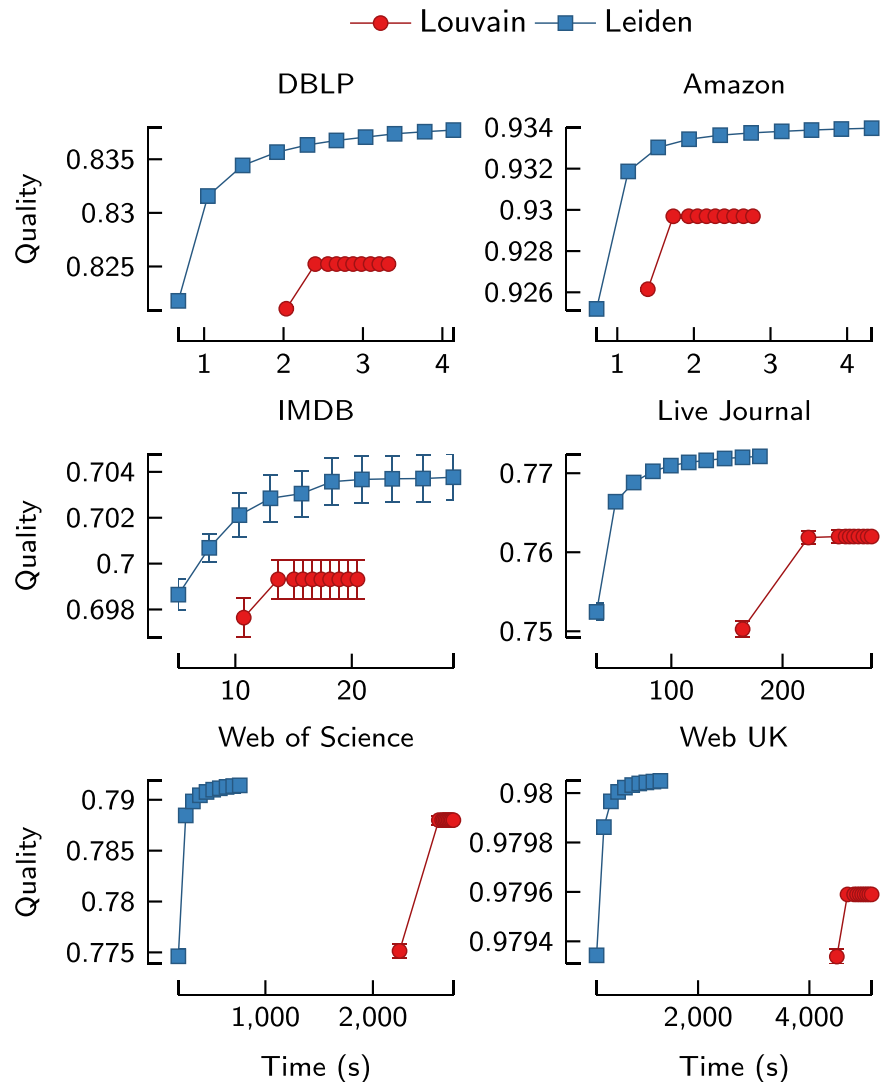 Louvain Leiden
DBLP Amazon
0.835
0.83
0.825
Quality
1 2 3 4
0.934
0.932
0.93
0.928
0.926
1 2 3 4
IMDB Live Journal
0.704
0.702
0.7
0.698
Quality
10 20
0.77
0.76
0.75
100 200
Web of Science Web UK
0.79
0.785
0.78
0.775
Quality
1,000 2,000
Time (s)
0.98
0.9798
0.9796
0.9794
2,000 4,000
Time (s)